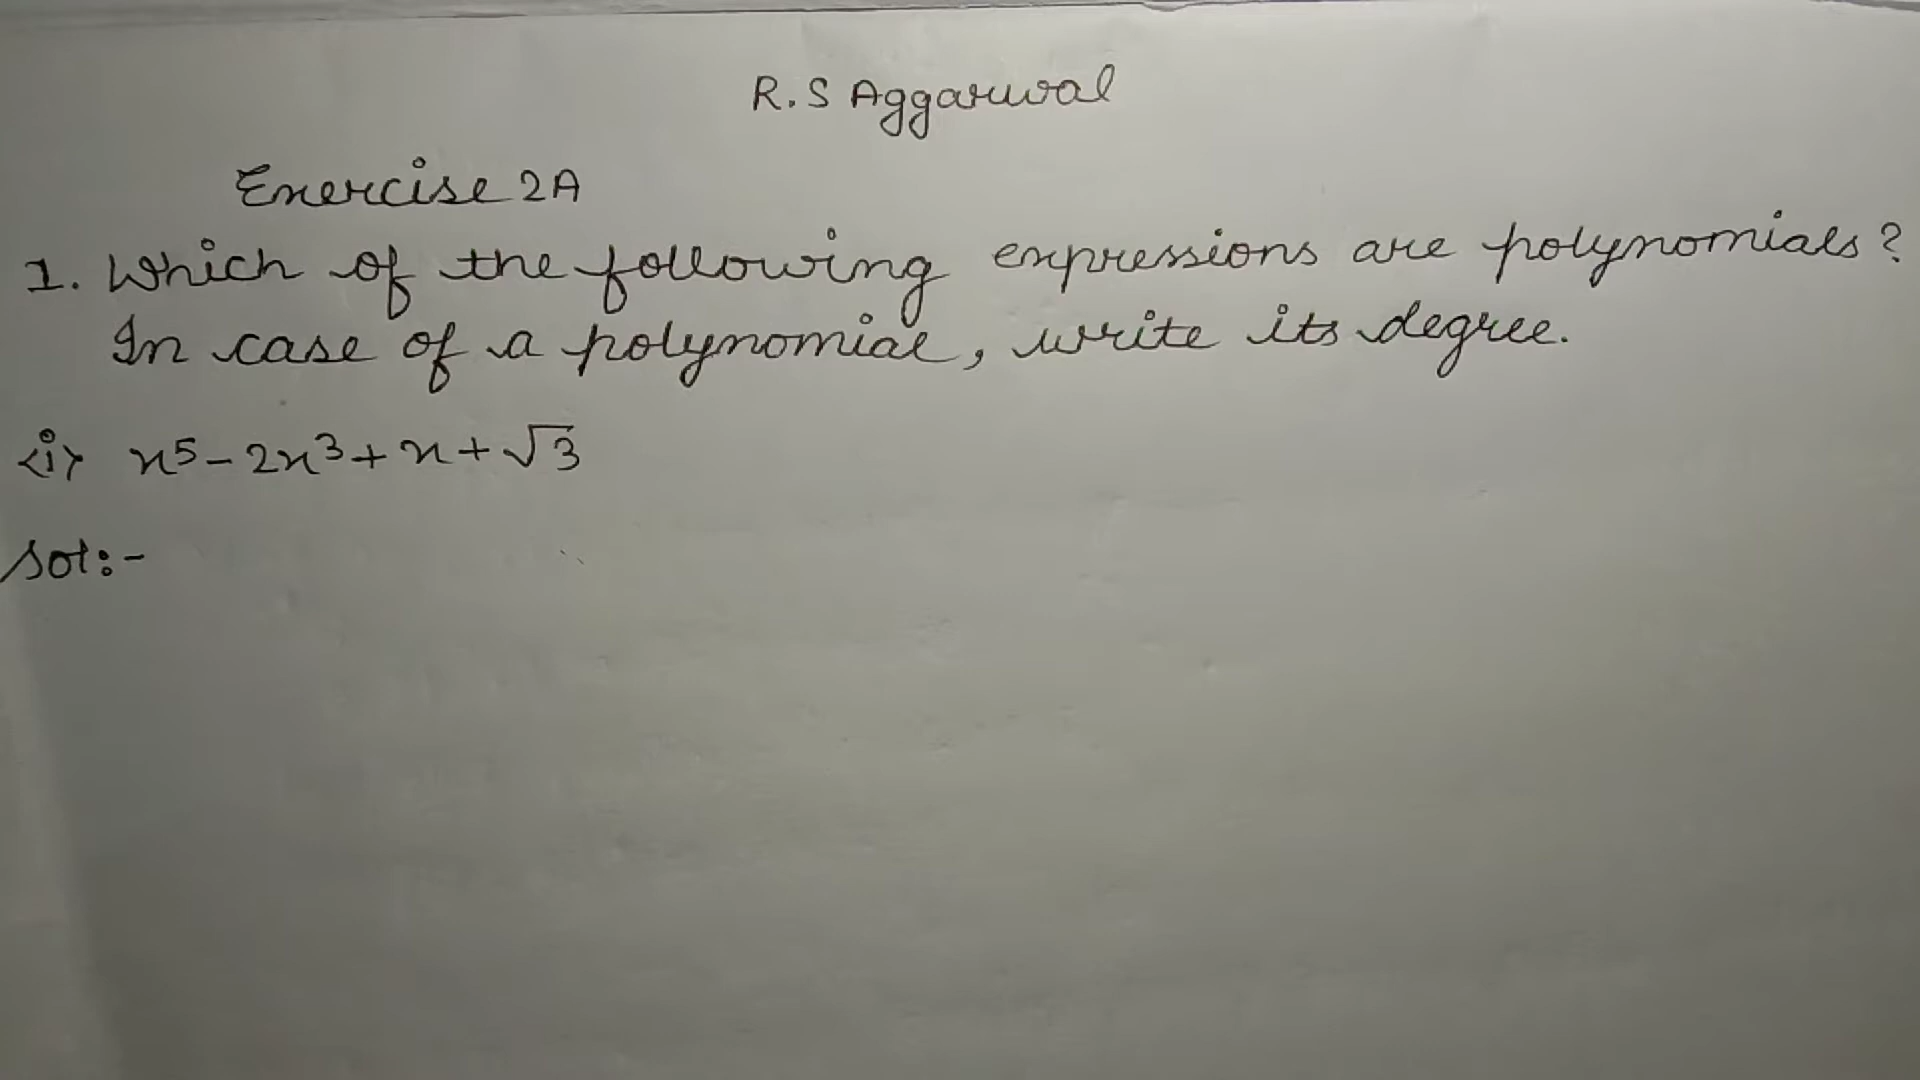 R.S Aggarwal
Exercise 2A
1. Which of the following expressions are polynomials?
In case of a polynomial, write its degree.
<i> x⁵-2x³+x+√3
Sol:-